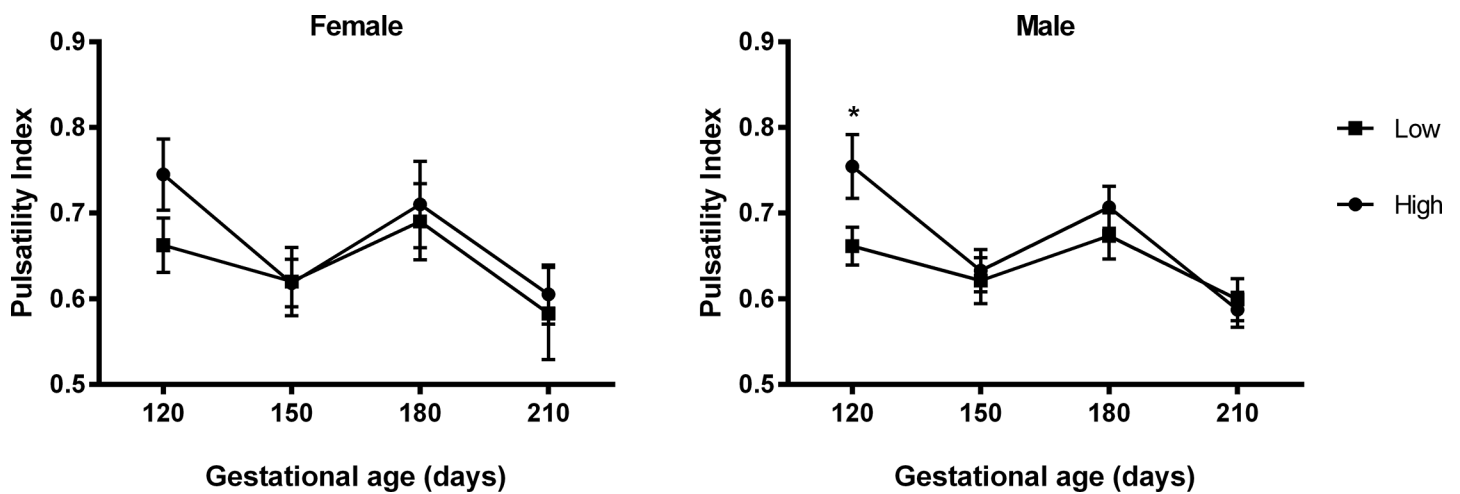 Female
Pulsatility Index
0.9
0.8
0.7
0.6
0.5
120 150 180 210
Gestational age (days)
Male
Pulsatility Index
0.9
0.8
0.7
0.6
0.5
*
120 150 180 210
Gestational age (days)
Low
High